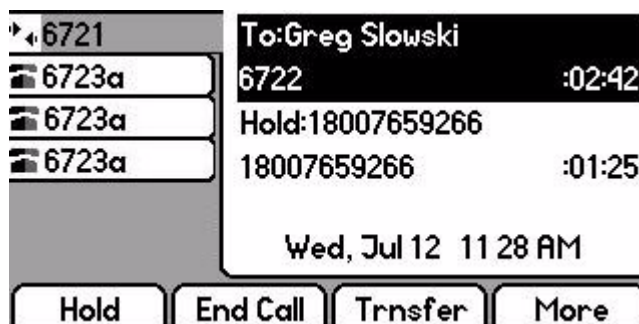 6721
6723a
6723a
6723a
To:Greg Slowski
6722 :02:42
Hold:18007659266
18007659266 :01:25
Wed, Jul 12 11 28 AM
Hold End Call Trnsfer More